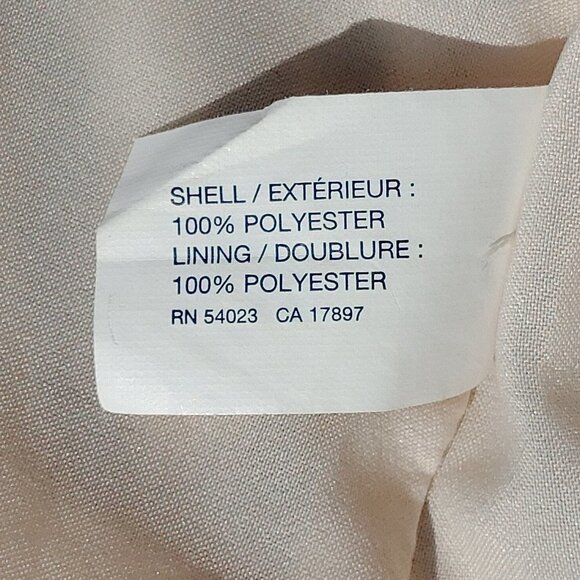 SHELL / EXTÉRIEUR :
100% POLYESTER
LINING / DOUBLURE :
100% POLYESTER
RN 54023 CA 17897